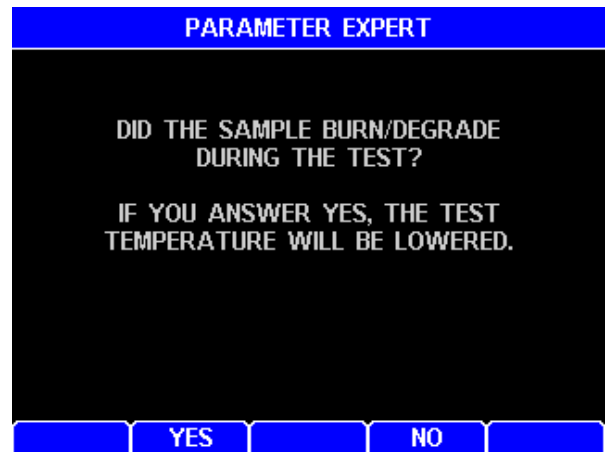 PARAMETER EXPERT
DID THE SAMPLE BURN/DEGRADE
DURING THE TEST?
IF YOU ANSWER YES, THE TEST
TEMPERATURE WILL BE LOWERED.
YES NO